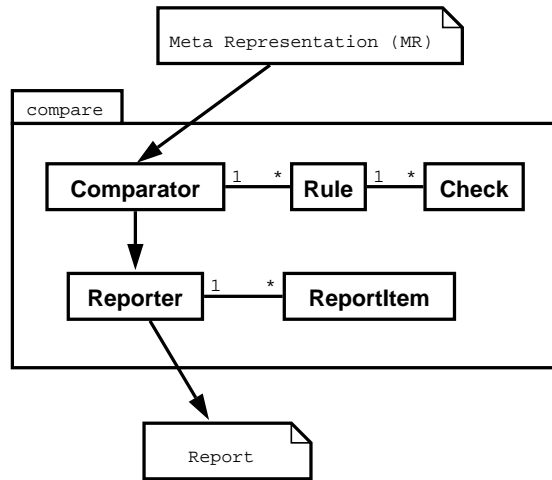 Meta Representation (MR)
compare
Comparator 1 * Rule 1 * Check
Reporter 1 * ReportItem
Report